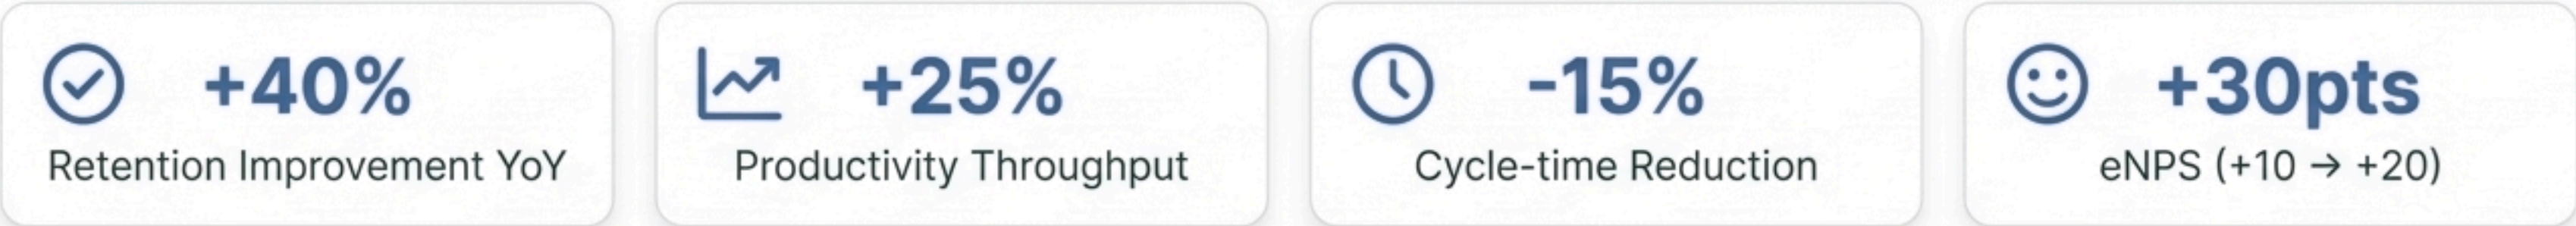 +40%
Retention Improvement YoY
+25%
Productivity Throughput
-15%
Cycle-time Reduction
+30pts
eNPS (+10 → +20)